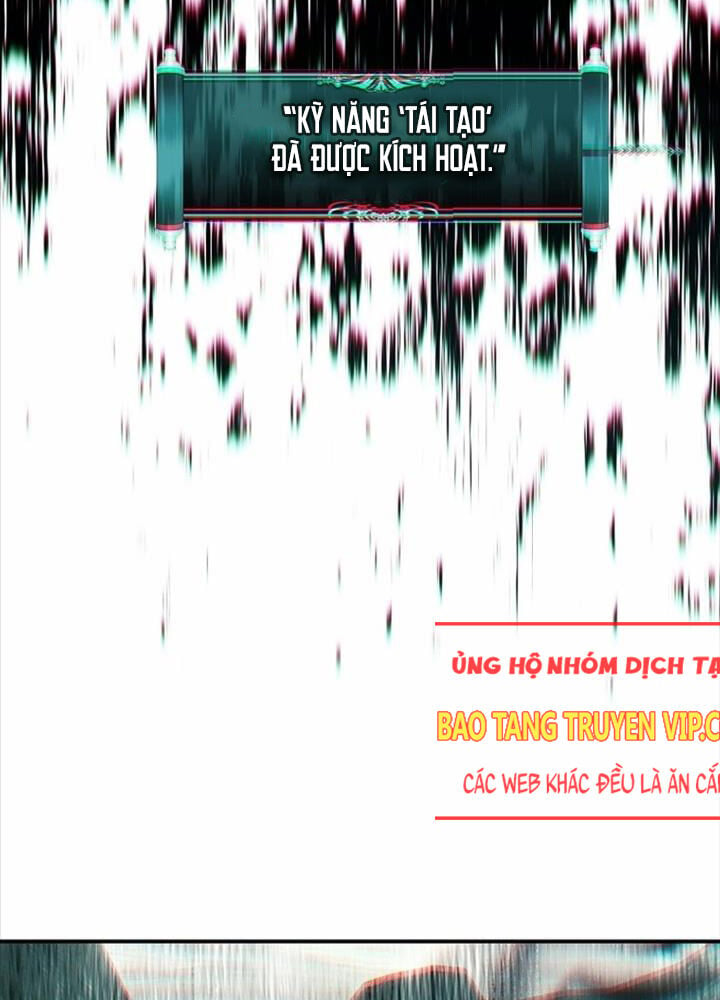 "'KỸ NĂNG 'TÁI TẠO'
ĐÃ ĐƯỢC KÍCH HOẠT.'"
ỦNG HỘ NHÓM DỊCH TẠ
BAO TANG TRUYEN VIP.C
CÁC WEB KHÁC ĐỀU LÀ ĂN CẮ